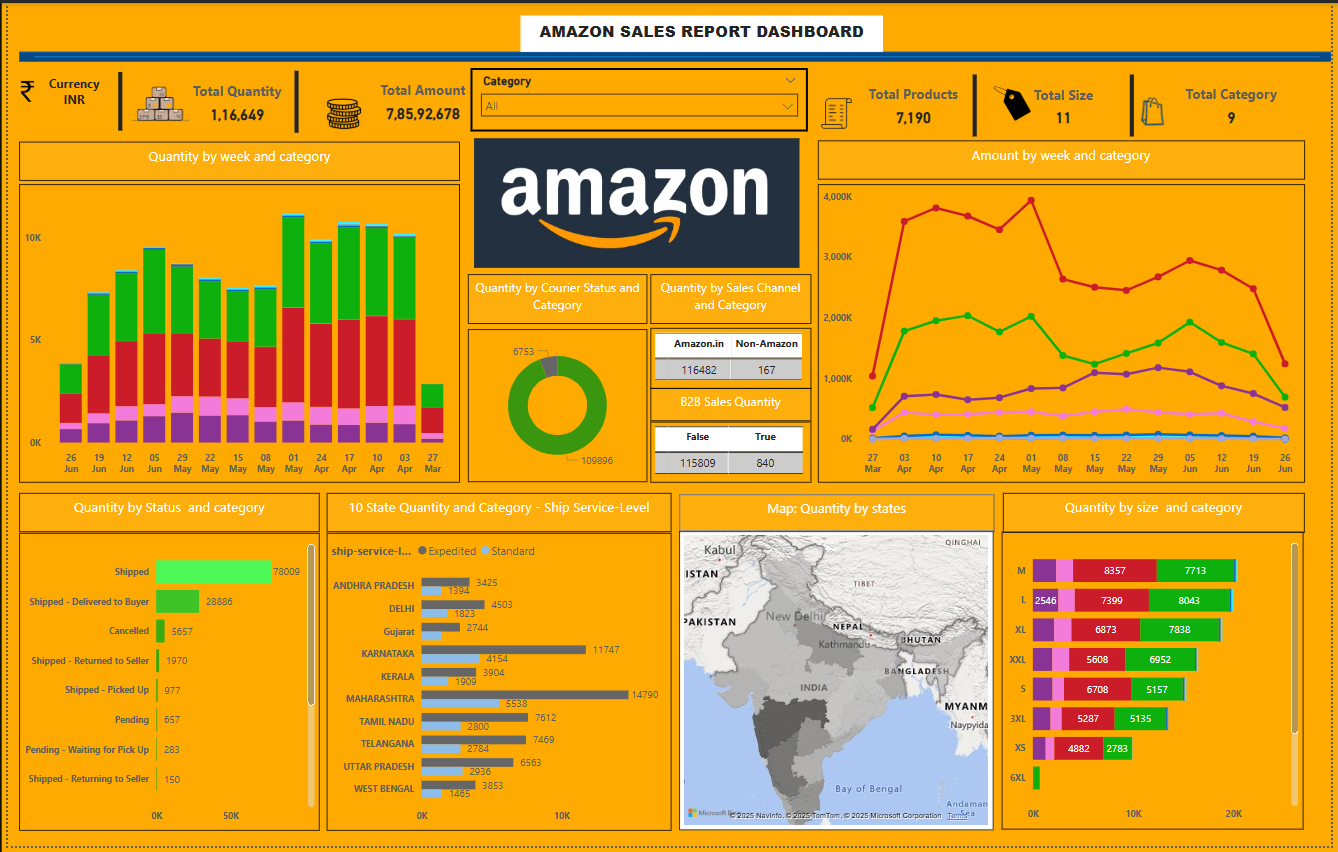 AMAZON SALES REPORT DASHBOARD
₹ Currency
INR
Total Quantity
1,16,649
Total Amount
7,85,92,678
Category
All
Total Products
7,190
Total Size
11
Total Category
9
Quantity by week and category
10K
5K
0K
26 Jun
19 Jun
12 Jun
05 Jun
29 May
22 May
15 May
08 May
01 May
24 Apr
17 Apr
10 Apr
03 Apr
27 Mar
amazon
Quantity by Courier Status and
Category
6753
109896
Quantity by Sales Channel
and Category
Amazon.in Non-Amazon
116482 167
B2B Sales Quantity
False True
115809 840
Amount by week and category
4,000K
3,000K
2,000K
1,000K
0K
27 Mar
03 Apr
10 Apr
17 Apr
24 Apr
01 May
08 May
15 May
22 May
29 May
05 Jun
12 Jun
19 Jun
26 Jun
Quantity by Status and category
Shipped 78009
Shipped - Delivered to Buyer 28886
Cancelled 5657
Shipped - Returned to Seller 1970
Shipped - Picked Up 977
Pending 657
Pending - Waiting for Pick Up 283
Shipped - Returning to Seller 150
0K 50K
10 State Quantity and Category - Ship Service-Level
ship-service-l... Expedited Standard
ANDHRA PRADESH 3425
1394
DELHI 4503
1823
Gujarat 2744
KARNATAKA 11747
4154
KERALA 3904
1909
MAHARASHTRA 14790
5538
TAMIL NADU 7612
2800
TELANGANA 7469
2784
UTTAR PRADESH 6563
2936
WEST BENGAL 3853
1465
0K 10K
Map: Quantity by states
Kabul
QINGHAI
ISTAN
TIBET
PAKISTAN
New Delhi
NEPAL
Kathmandu
BHUTAN
BANGLADESH
INDIA
MYANM
Naypyida
Bay of Bengal
Andaman
Sea
Microsoft
© 2025 NavInfo, © 2025 TomTom, © 2025 Microsoft Corporation Terms
Quantity by size and category
M 8357 7713
L 2546 7399 8043
XL 6873 7838
XXL 5608 6952
S 6708 5157
3XL 5287 5135
XS 4882 2783
6XL
0K 10K 20K